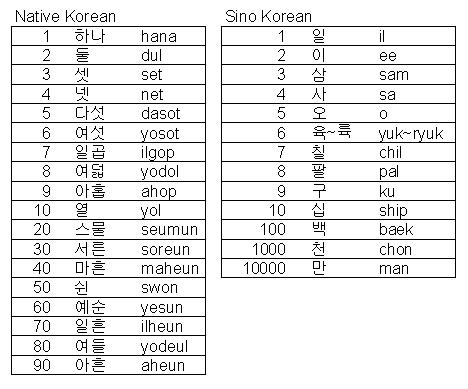 Native Korean
1 하나 hana
2 둘 dul
3 셋 set
4 넷 net
5 다섯 dasot
6 여섯 yosot
7 일곱 ilgop
8 여덟 yodol
9 아홉 ahop
10 열 yol
20 스물 seumun
30 서른 soreun
40 마흔 maheun
50 쉰 swon
60 예순 yesun
70 일흔 ilheun
80 여들 yodeul
90 아흔 aheun
Sino Korean
1 일 il
2 이 ee
3 삼 sam
4 사 sa
5 오 o
6 육~륙 yuk~ryuk
7 칠 chil
8 팔 pal
9 구 ku
10 십 ship
100 백 baek
1000 천 chon
10000 만 man